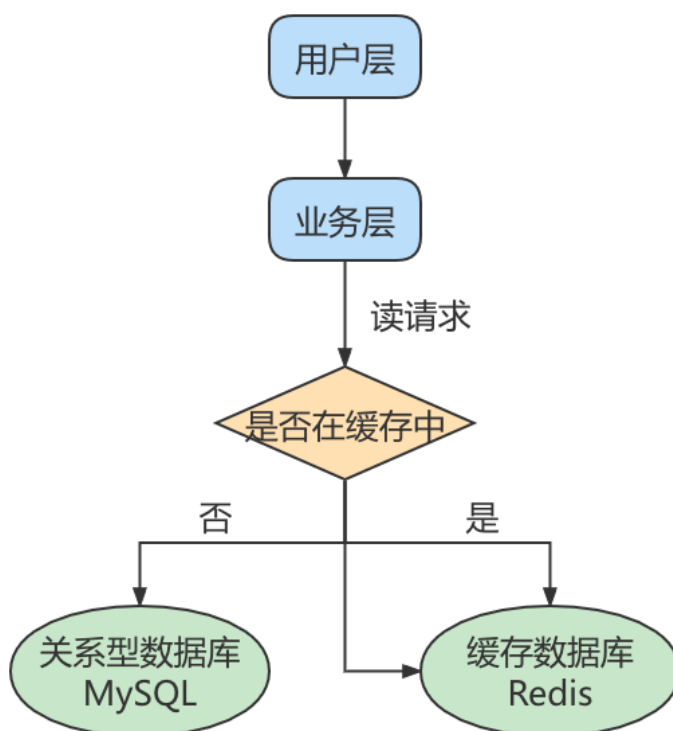 用户层
业务层
读请求
是否在缓存中
否
是
关系型数据库
MySQL
缓存数据库
Redis